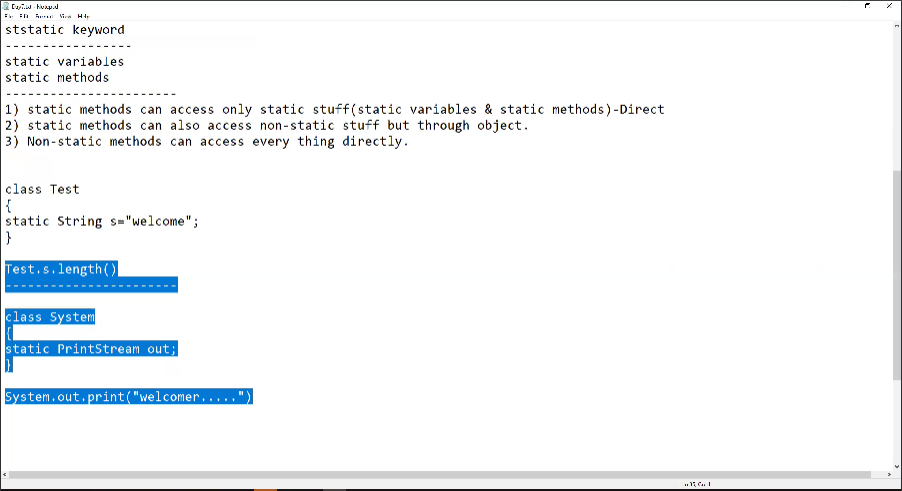 Day7.txt - Notepad
File Edit Format View Help
ststatic keyword
-----------------
static variables
static methods
-----------------------
1) static methods can access only static stuff(static variables & static methods)-Direct
2) static methods can also access non-static stuff but through object.
3) Non-static methods can access every thing directly.
class Test
{
static String s="welcome";
}
Test.s.length()
-----------------------
class System
{
static PrintStream out;
}
System.out.print("welcomer.....")